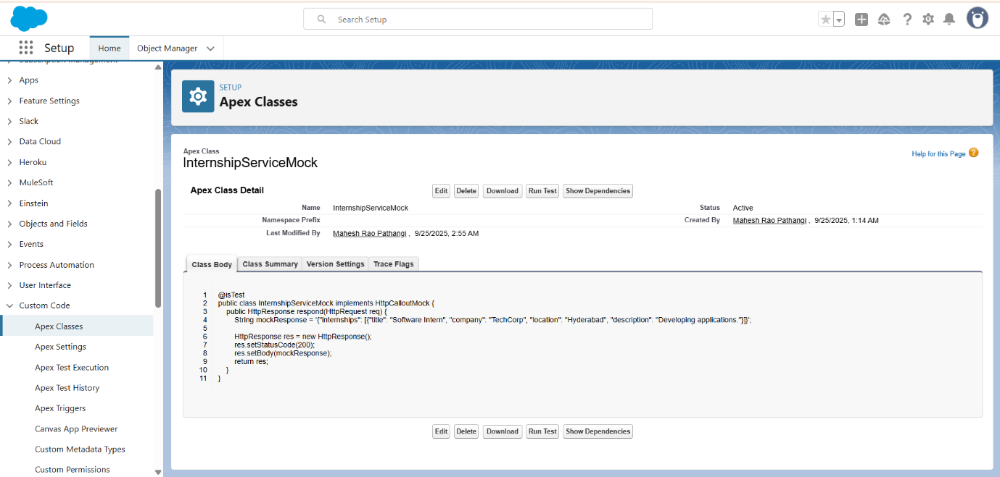 Search Setup
Setup
Home
Object Manager
Subscription Management
Apps
Feature Settings
Slack
Data Cloud
Heroku
MuleSoft
Einstein
Objects and Fields
Events
Process Automation
User Interface
Custom Code
Apex Classes
Apex Settings
Apex Test Execution
Apex Test History
Apex Triggers
Canvas App Previewer
Custom Metadata Types
Custom Permissions
SETUP
Apex Classes
Apex Class
InternshipServiceMock
Help for this Page ?
Apex Class Detail
Edit Delete Download Run Test Show Dependencies
Name InternshipServiceMock Status Active
Namespace Prefix Created By Mahesh Rao Pathangi , 9/25/2025, 1:14 AM
Last Modified By Mahesh Rao Pathangi , 9/25/2025, 2:55 AM
Class Body Class Summary Version Settings Trace Flags
1 @isTest
2 public class InternshipServiceMock implements HttpCalloutMock {
3 public HttpResponse respond(HttpRequest req) {
4 String mockResponse = '{"internships": [{"title": "Software Intern", "company": "TechCorp", "location": "Hyderabad", "description": "Developing applications."}]}';
5
6 HttpResponse res = new HttpResponse();
7 res.setStatusCode(200);
8 res.setBody(mockResponse);
9 return res;
10 }
11 }
Edit Delete Download Run Test Show Dependencies